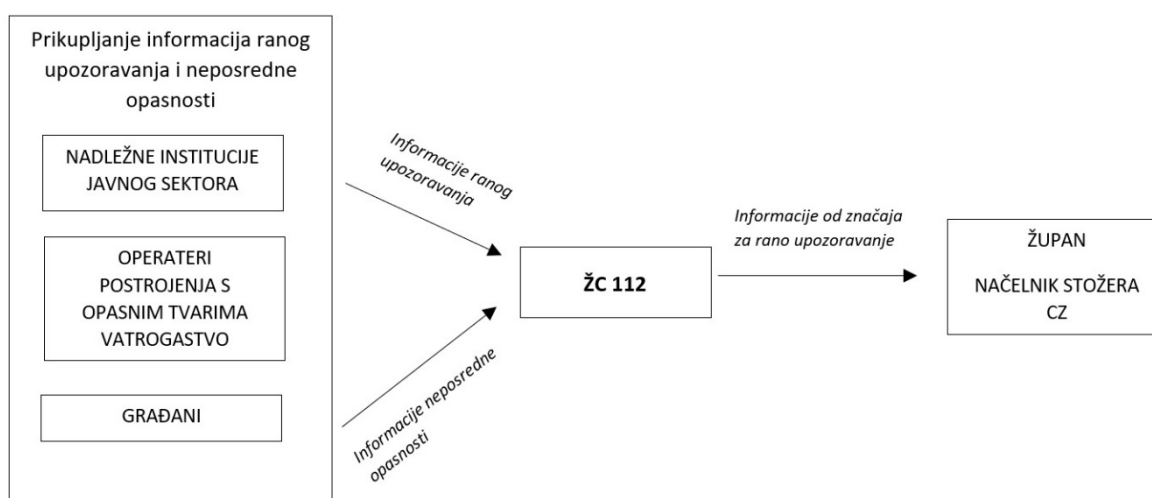 Prikupljanje informacija ranog
upozoravanja i neposredne
opasnosti
NADLEŽNE INSTITUCIJE
JAVNOG SEKTORA
OPERATERI
POSTROJENJA S
OPASNIM TVARIMA
VATROGASTVO
GRAĐANI
Informacije ranog
upozoravanja
Informacije neposredne
opasnosti
ŽC 112
Informacije od značaja
za rano upozoravanje
ŽUPAN
NAČELNIK STOŽERA
CZ